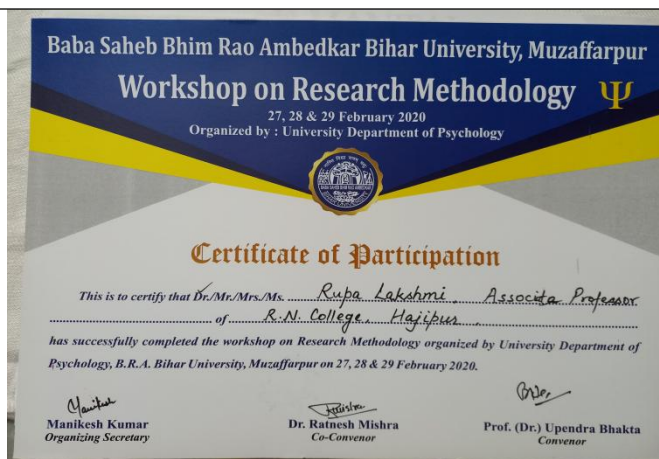 Baba Saheb Bhim Rao Ambedkar Bihar University, Muzaffarpur
Workshop on Research Methodology Ψ
27, 28 & 29 February 2020
Organized by : University Department of Psychology
Certificate of Participation
This is to certify that Dr./Mr./Mrs./Ms. Rupa Lakshmi, Associta Professor
of R.N. College, Hajipur,
has successfully completed the workshop on Research Methodology organized by University Department of
Psychology, B.R.A. Bihar University, Muzaffarpur on 27, 28 & 29 February 2020.
Manikesh
Manikesh Kumar
Organizing Secretary
Dr. Ratnesh Mishra
Co-Convenor
Prof. (Dr.) Upendra Bhakta
Convenor